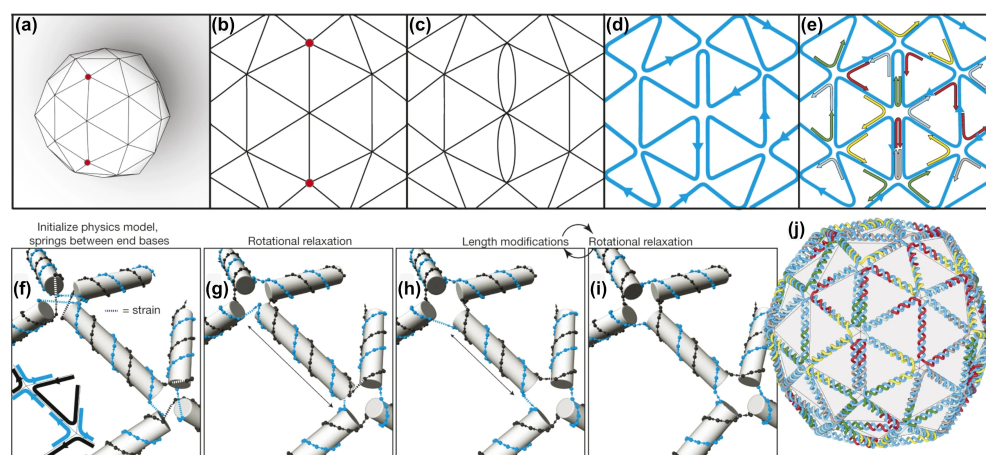 (a)
(b)
(c)
(d)
(e)
Initialize physics model,
springs between end bases
Rotational relaxation
Length modifications
Rotational relaxation
(j)
(f)
= strain
(g)
(h)
(i)